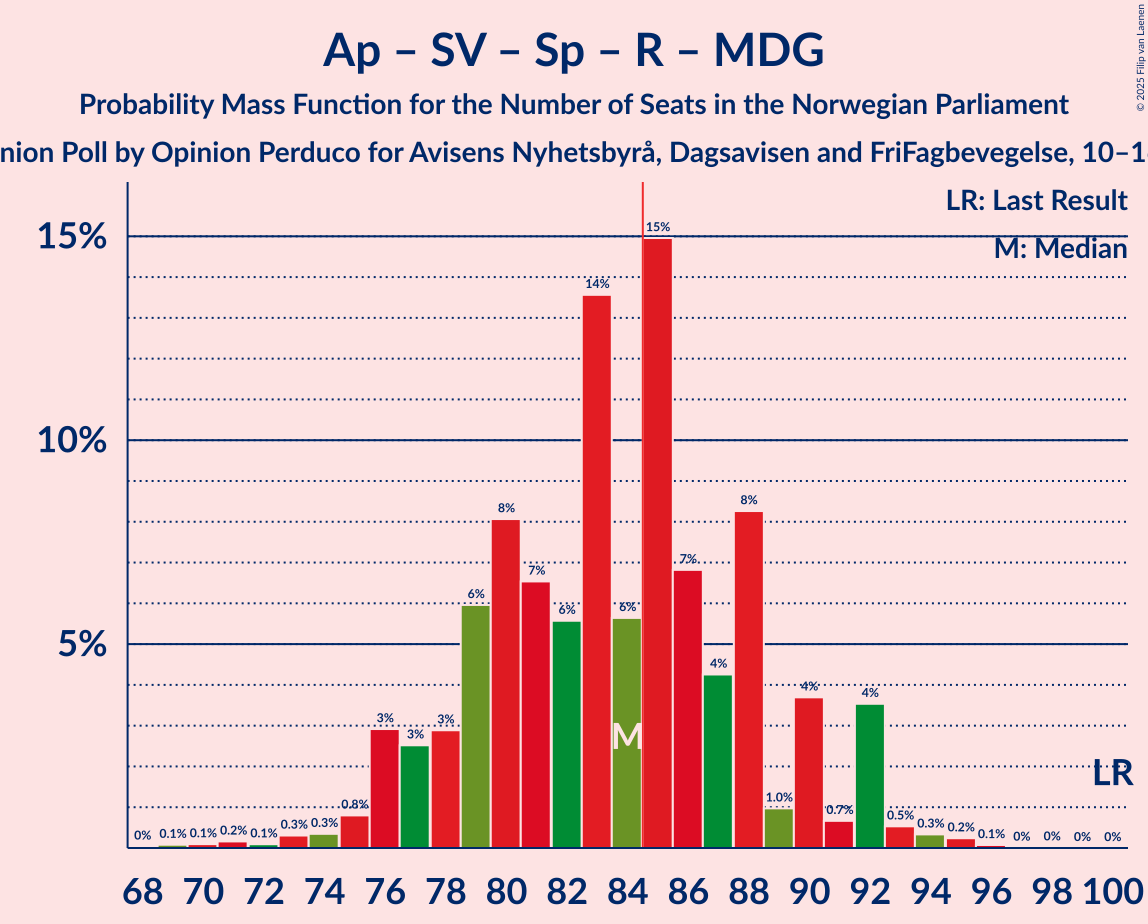 Ap – SV – Sp – R – MDG
Probability Mass Function for the Number of Seats in the Norwegian Parliament
nion Poll by Opinion Perduco for Avisens Nyhetsbyrå, Dagsavisen and FriFagbevegelse, 10–1
© 2025 Filip van Laenen
LR: Last Result
M: Median
15%
10%
5%
0% 0.1% 0.1% 0.2% 0.1% 0.3% 0.3% 0.8% 3% 3% 3% 6% 8% 7% 6% 14% 6% 15% 7% 4% 8% 1.0% 4% 0.7% 4% 0.5% 0.3% 0.2% 0.1% 0% 0% 0% 0%
M
LR
68 70 72 74 76 78 80 82 84 86 88 90 92 94 96 98 100